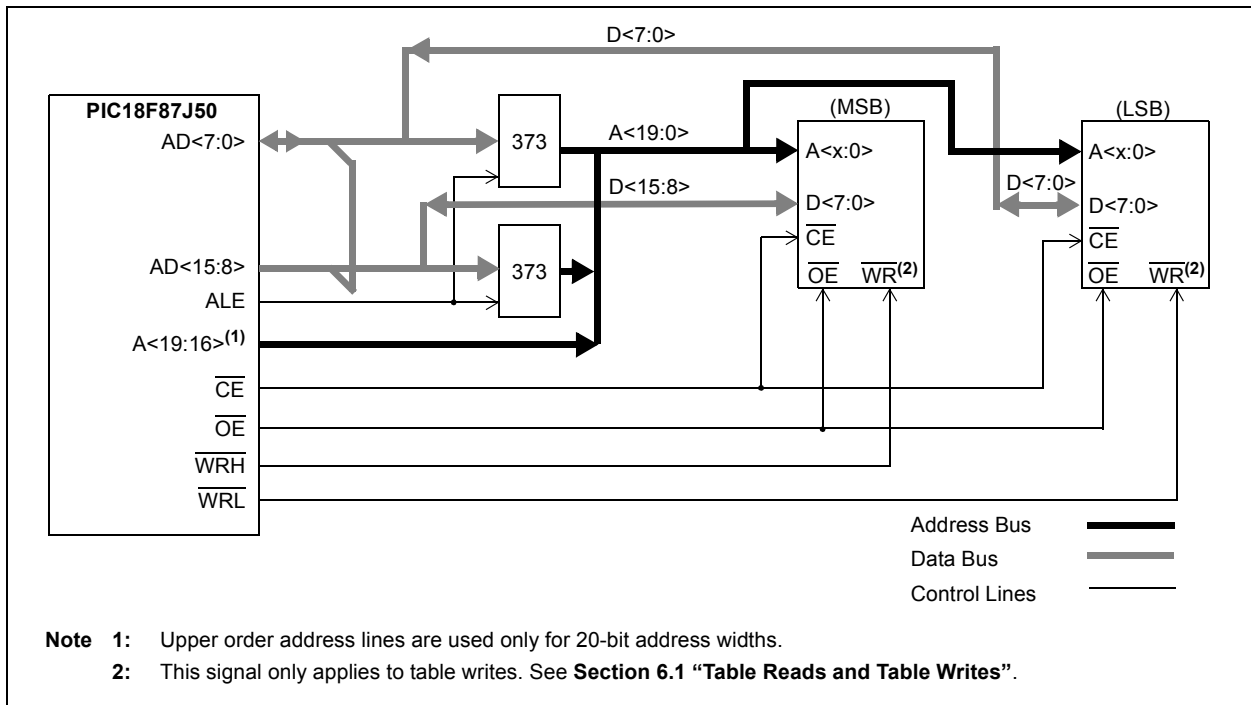 D<7:0>
PIC18F87J50
AD<7:0>
373
A<19:0>
(MSB)
A<x:0>
(LSB)
A<x:0>
D<15:8>
D<7:0>
D<7:0>
D<7:0>
CE
CE
AD<15:8>
373
OE WR(2)
OE WR(2)
ALE
A<19:16>(1)
CE
OE
WRH
WRL
Address Bus
Data Bus
Control Lines
Note 1: Upper order address lines are used only for 20-bit address widths.
2: This signal only applies to table writes. See Section 6.1 “Table Reads and Table Writes”.